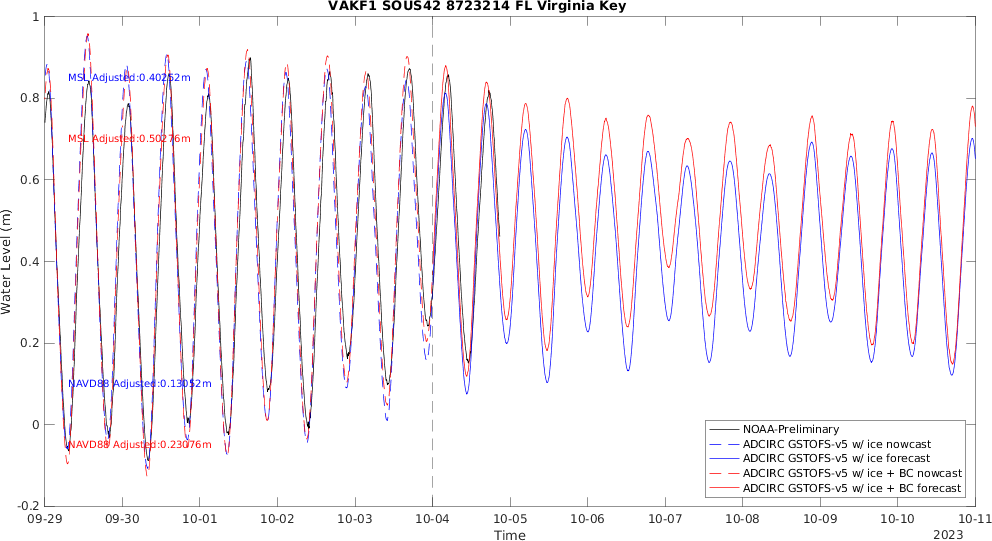 VAKF1 SOUS42 8723214 FL Virginia Key
Water Level (m)
1
0.8
0.6
0.4
0.2
0
-0.2
MSL Adjusted:0.40252m
MSL Adjusted:0.50276m
NAVD88 Adjusted:0.13052m
NAVD88 Adjusted:0.23076m
NOAA-Preliminary
ADCIRC GSTOFS-v5 w/ ice nowcast
ADCIRC GSTOFS-v5 w/ ice forecast
ADCIRC GSTOFS-v5 w/ ice + BC nowcast
ADCIRC GSTOFS-v5 w/ ice + BC forecast
09-29 09-30 10-01 10-02 10-03 10-04 10-05 10-06 10-07 10-08 10-09 10-10 10-11
Time
2023